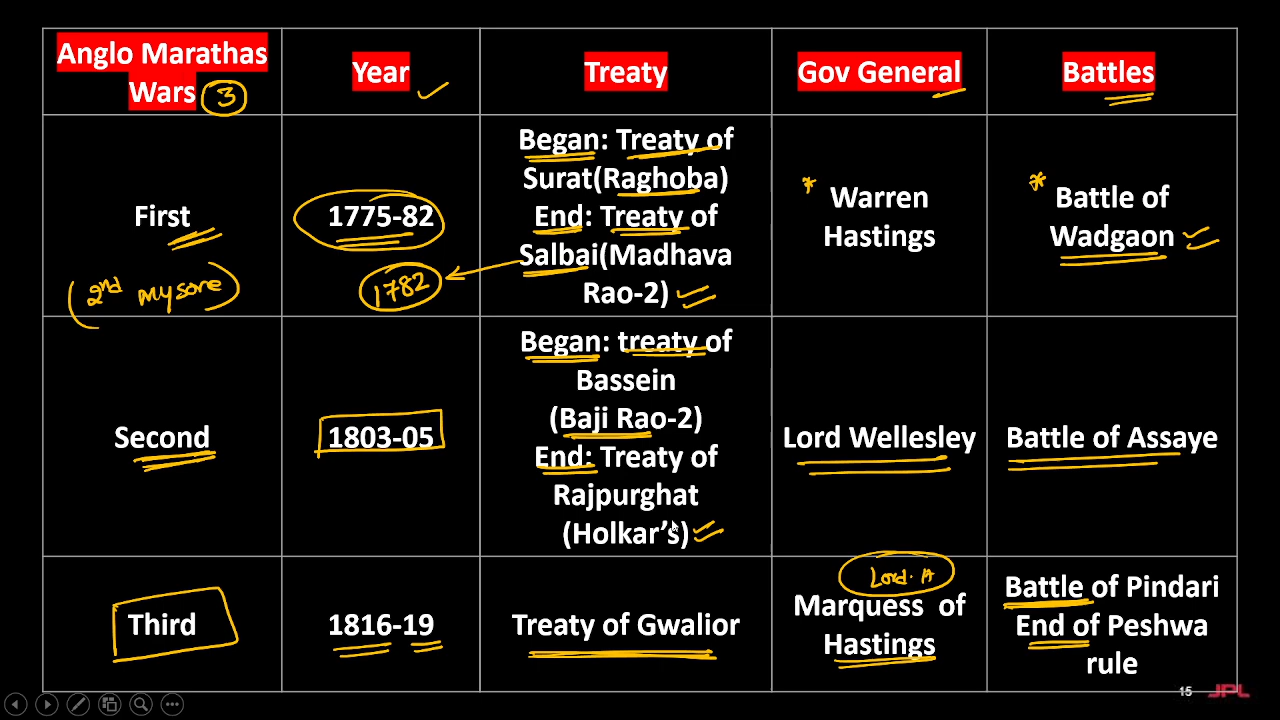 Anglo Marathas
Wars 3
Year
Treaty
Gov General
Battles
First
(2nd mysore)
1775-82
1782
Began: Treaty of
Surat(Raghoba)
End: Treaty of
Salbai(Madhava
Rao-2)
Warren
Hastings
Battle of
Wadgaon
Second
1803-05
Began: treaty of
Bassein
(Baji Rao-2)
End: Treaty of
Rajpurghat
(Holkar's)
Lord Wellesley
Battle of Assaye
Third
1816-19
Treaty of Gwalior
Lord. H
Marquess of
Hastings
Battle of Pindari
End of Peshwa
rule
15
JPL